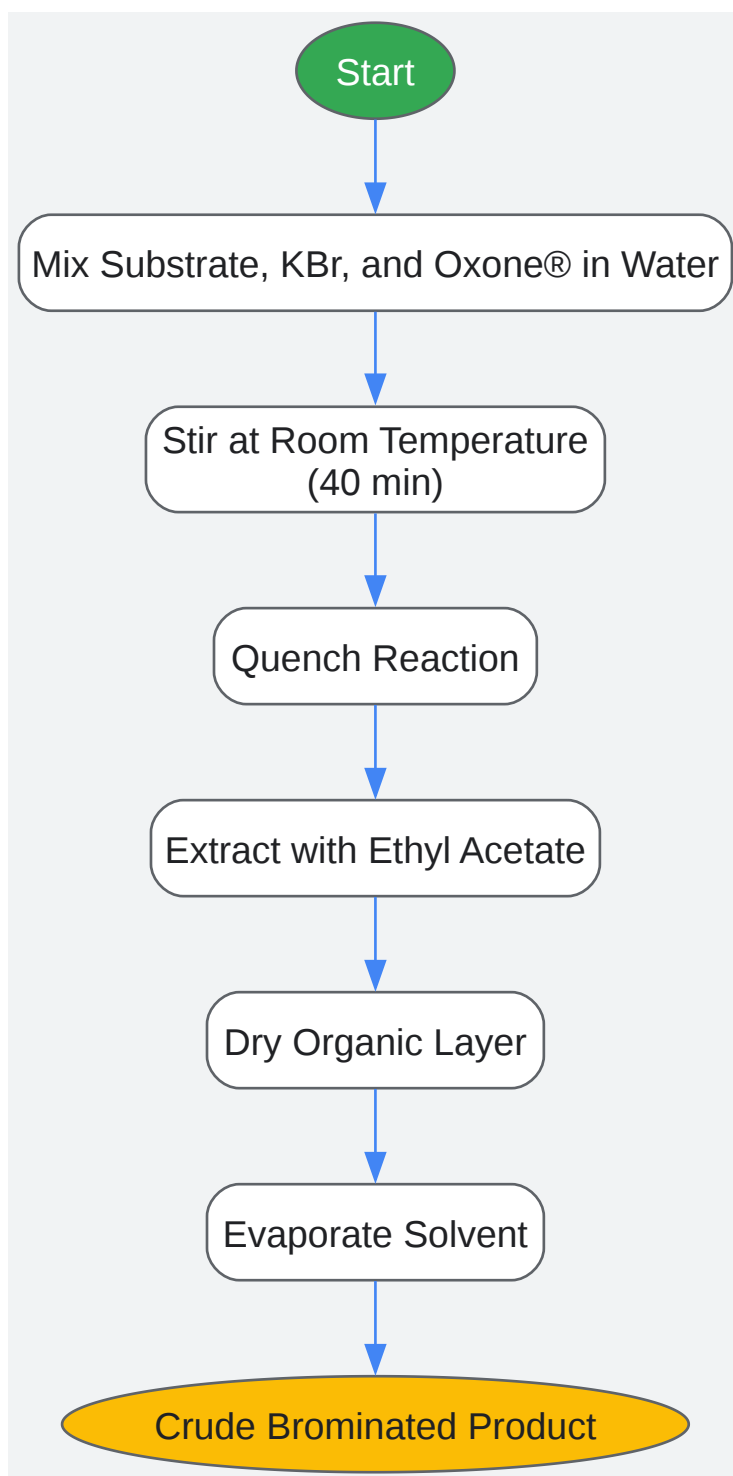 Start
Mix Substrate, KBr, and Oxone® in Water
Stir at Room Temperature
(40 min)
Quench Reaction
Extract with Ethyl Acetate
Dry Organic Layer
Evaporate Solvent
Crude Brominated Product